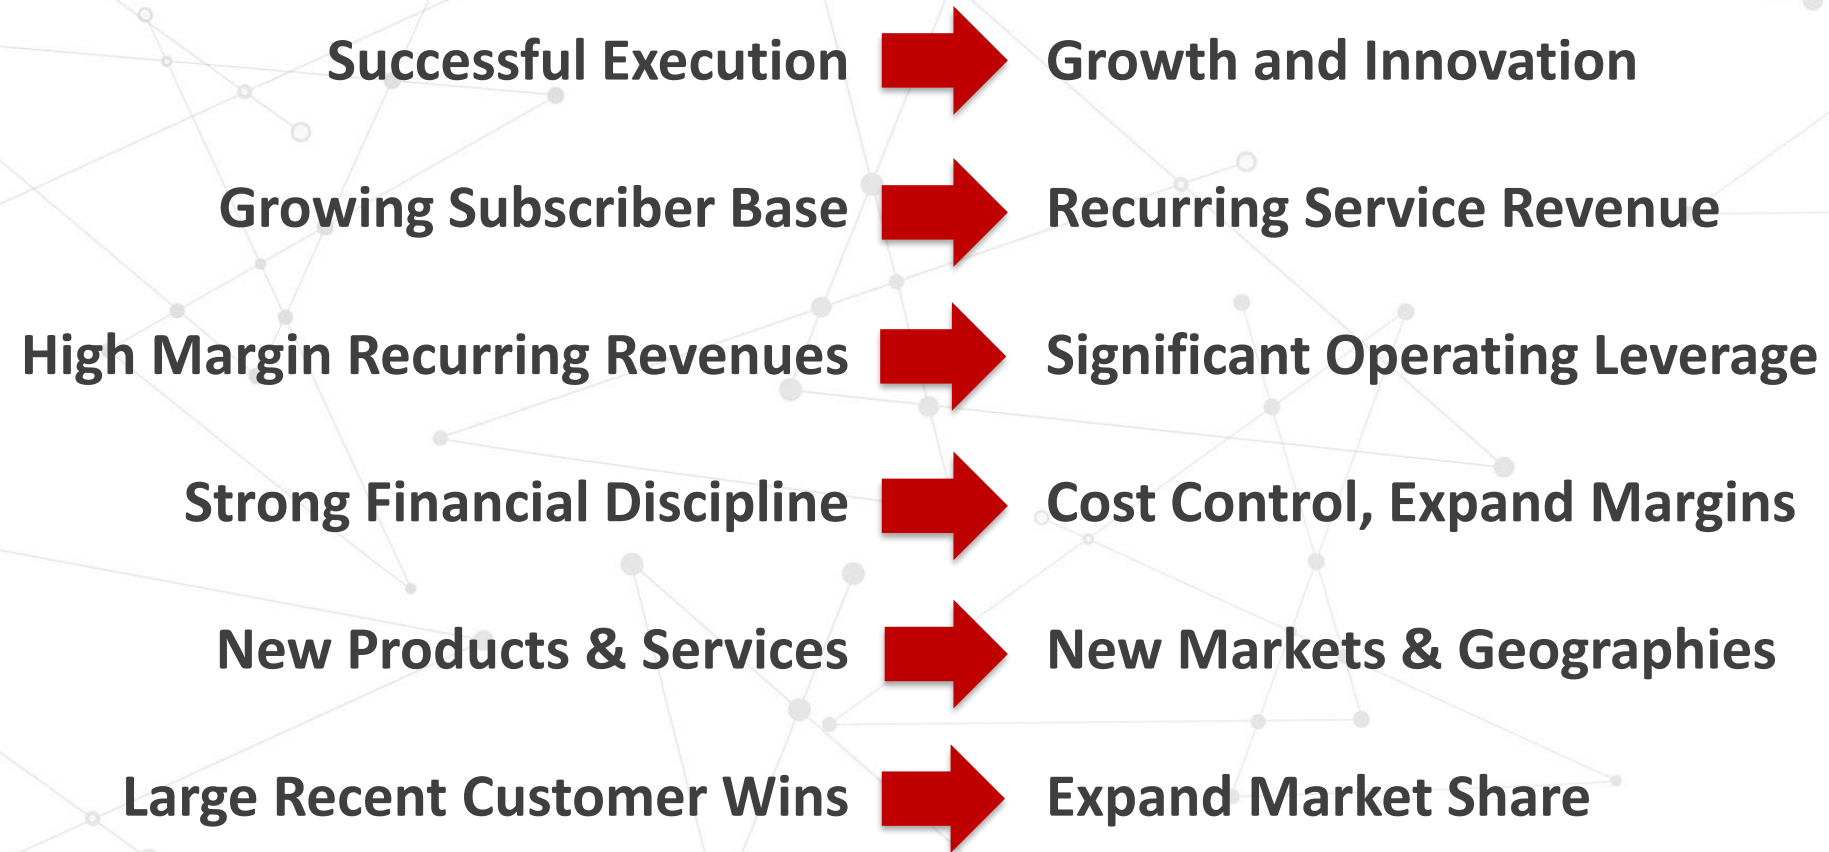 Successful Execution Growth and Innovation
Growing Subscriber Base Recurring Service Revenue
High Margin Recurring Revenues Significant Operating Leverage
Strong Financial Discipline Cost Control, Expand Margins
New Products & Services New Markets & Geographies
Large Recent Customer Wins Expand Market Share